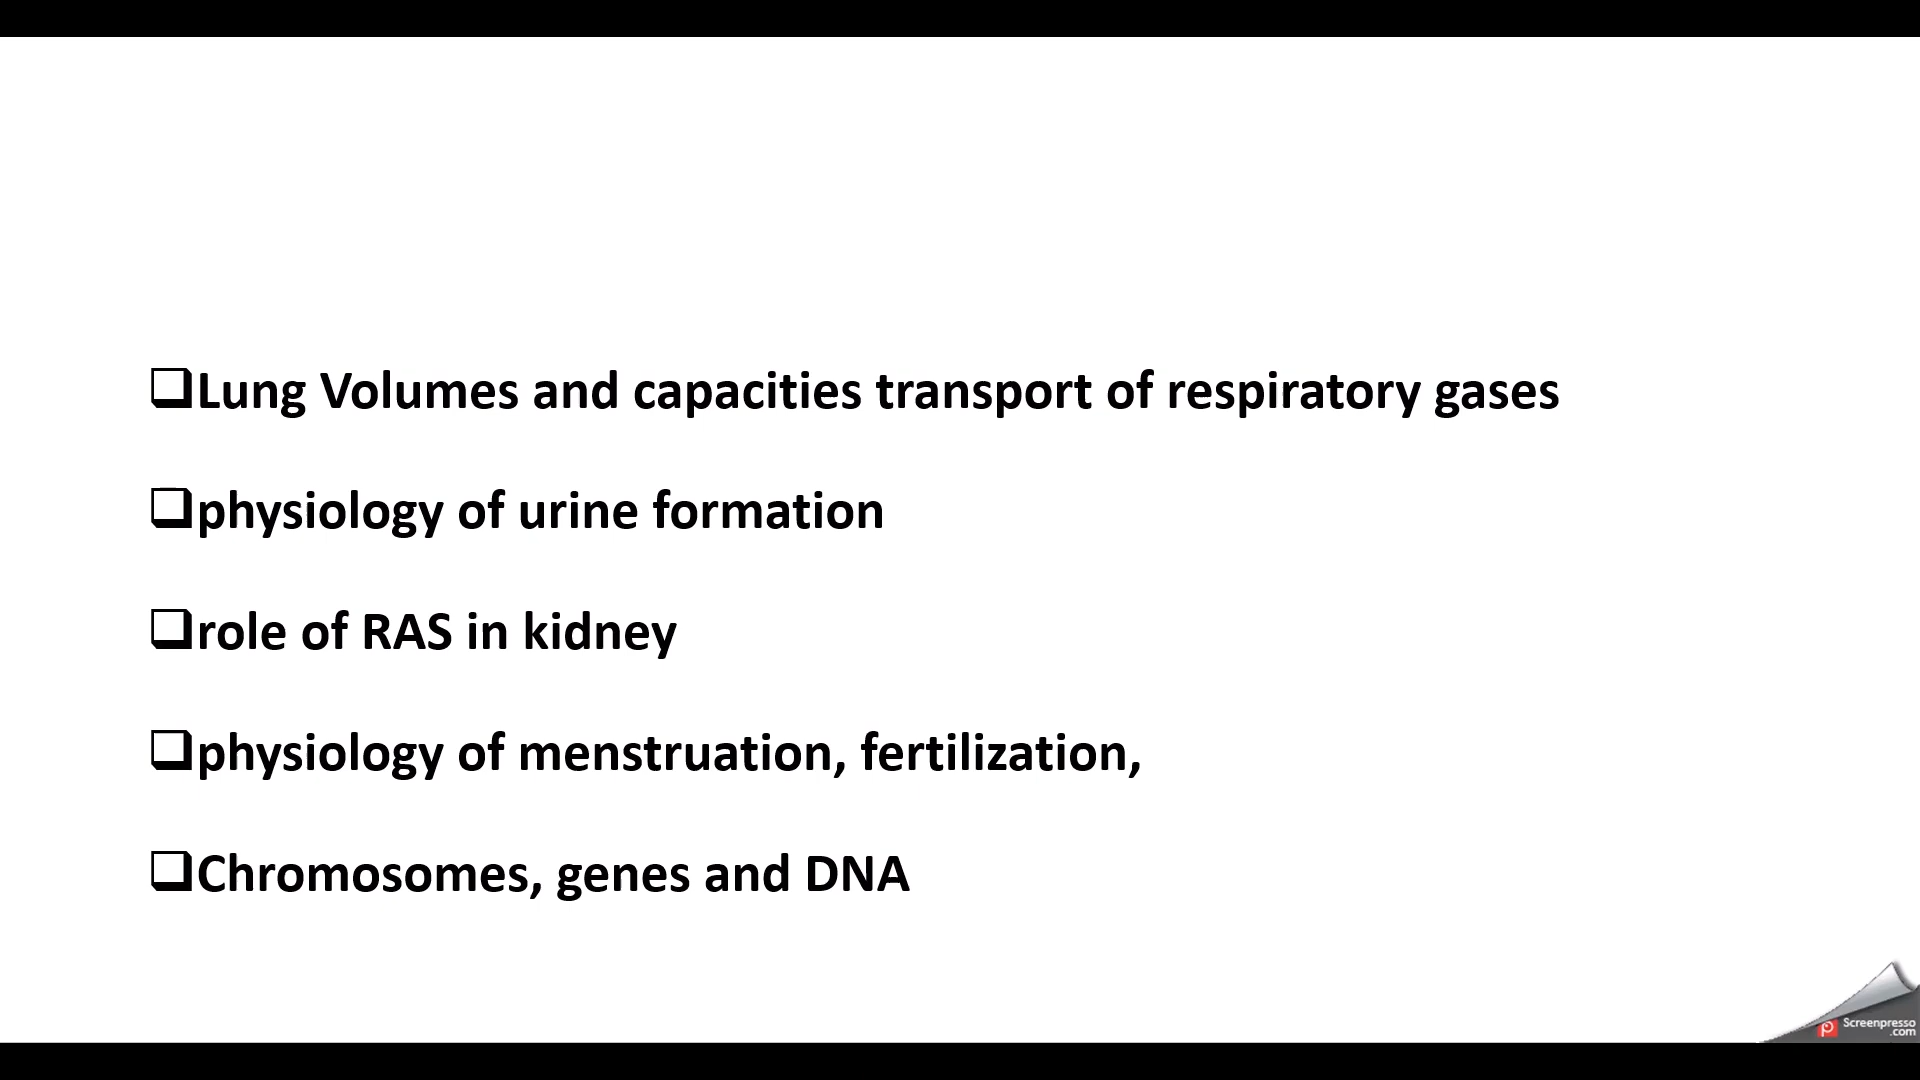 ❑Lung Volumes and capacities transport of respiratory gases
❑physiology of urine formation
❑role of RAS in kidney
❑physiology of menstruation, fertilization,
❑Chromosomes, genes and DNA
Screenpresso
.com